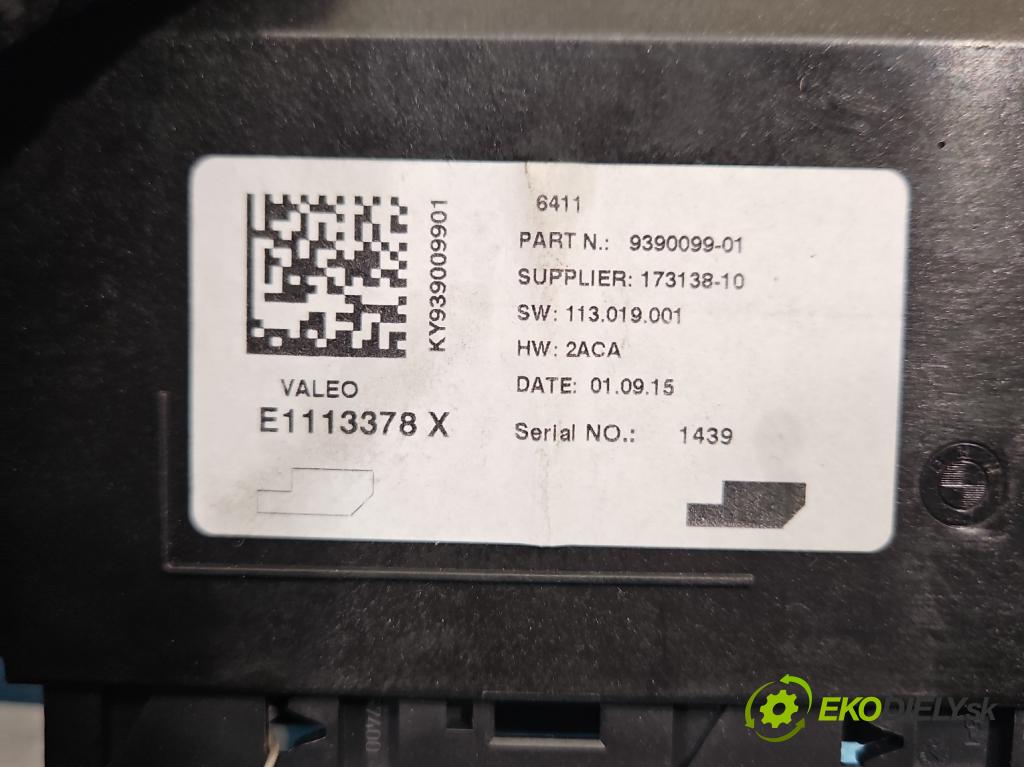 6411
PART N.: 9390099-01
SUPPLIER: 173138-10
SW: 113.019.001
HW: 2ACA
DATE: 01.09.15
Serial NO.: 1439
KY939009901
VALEO
E1113378 X
BMW
EKODIELY.sk